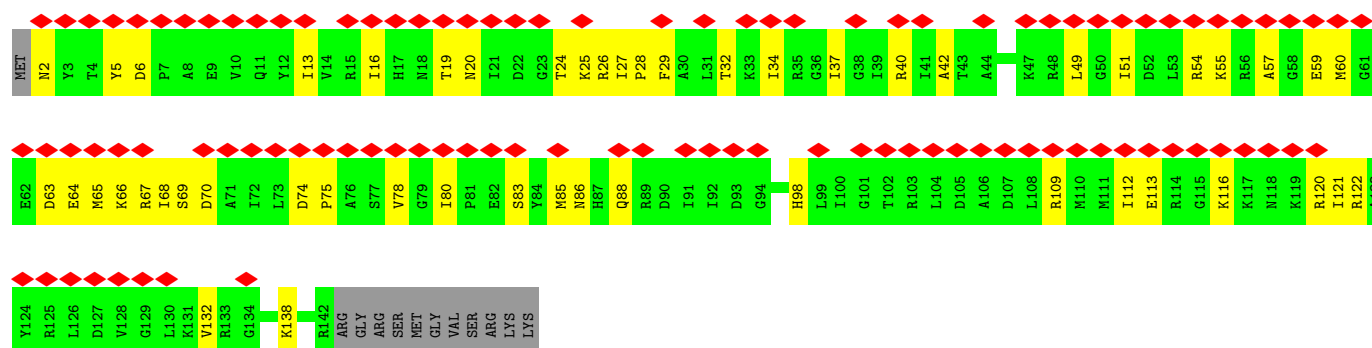 MET N2 Y3 T4 Y5 D6 P7 A8 E9 V10 Q11 Y12 I13 V14 R15 I16 H17 N18 T19 N20 I21 D22 G23 T24 K25 R26 I27 P28 F29 A30 L31 T32 K33 I34 R35 G36 I37 G38 I39 R40 I41 A42 T43 A44 K47 R48 L49 G50 I51 D52 L53 R54 K55 R56 A57 G58 E59 M60 G61
E62 D63 E64 M65 K66 R67 I68 S69 D70 A71 I72 L73 D74 P75 A76 S77 V78 G79 I80 P81 E82 S83 Y84 M85 N86 H87 Q88 R89 D90 I91 I92 D93 G94 H98 L99 I100 G101 T102 R103 L104 D105 A106 D107 L108 R109 M110 M111 I112 E113 R114 G115 K116 K117 N118 K119 R120 I121 R122
Y124 R125 L126 D127 V128 G129 L130 K131 V132 R133 G134 K138 R142 ARG GLY ARG SER MET GLY VAL SER ARG LYS LYS